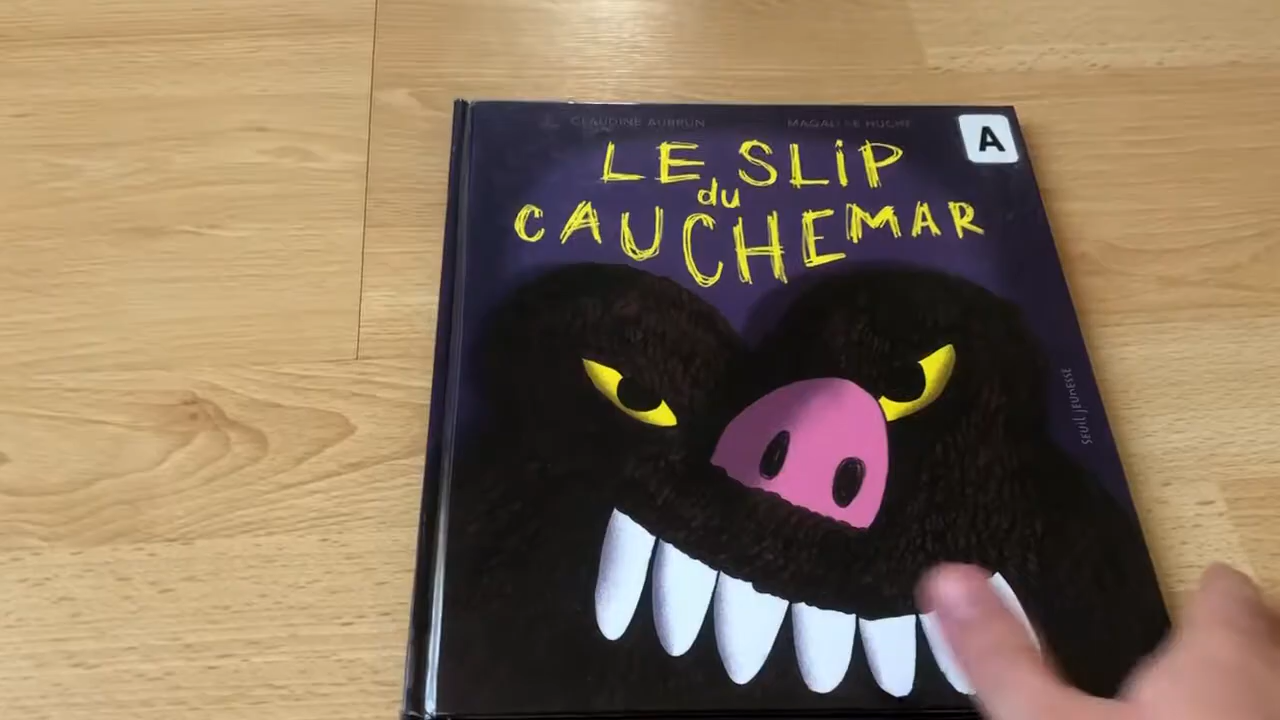 CLAUDINE AUBRUN MAGALI LE HUCHE
A
LE SLIP
du
CAUCHEMAR
SEUIL JEUNESSE